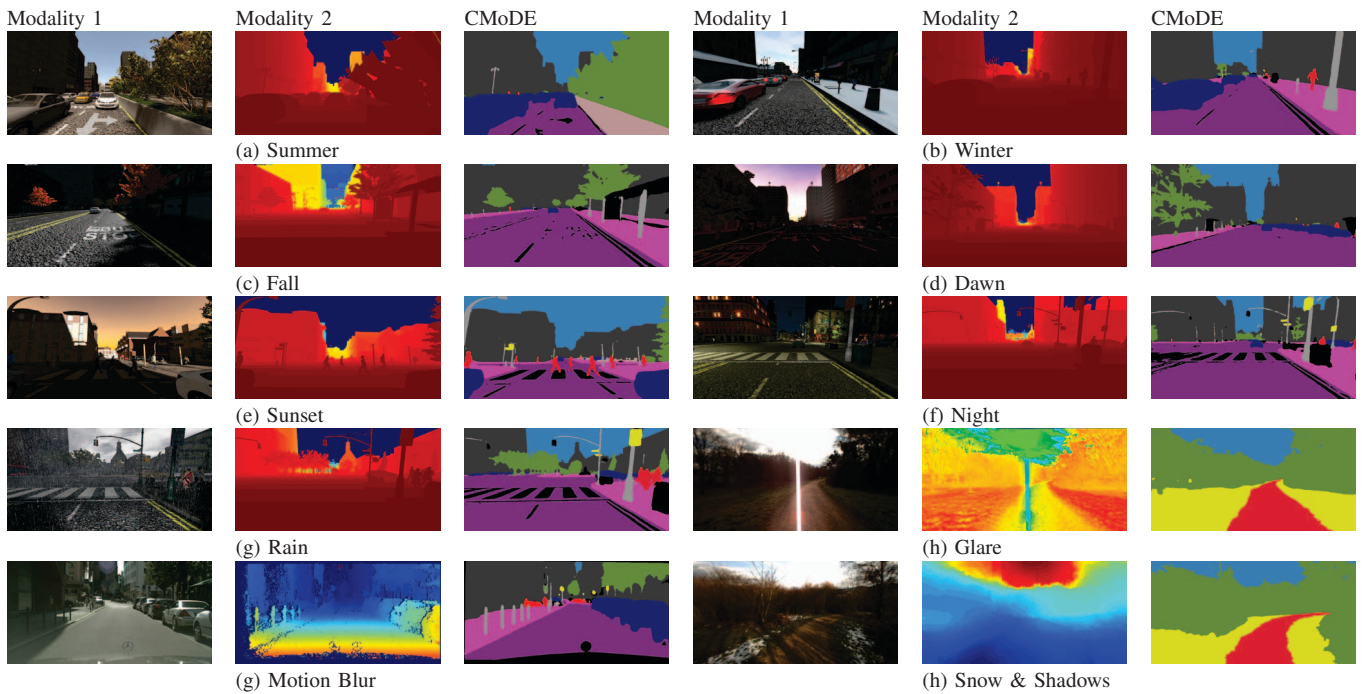 Modality 1 Modality 2 CMoDE Modality 1 Modality 2 CMoDE
(a) Summer (b) Winter
(c) Fall (d) Dawn
(e) Sunset (f) Night
(g) Rain (h) Glare
(g) Motion Blur (h) Snow & Shadows